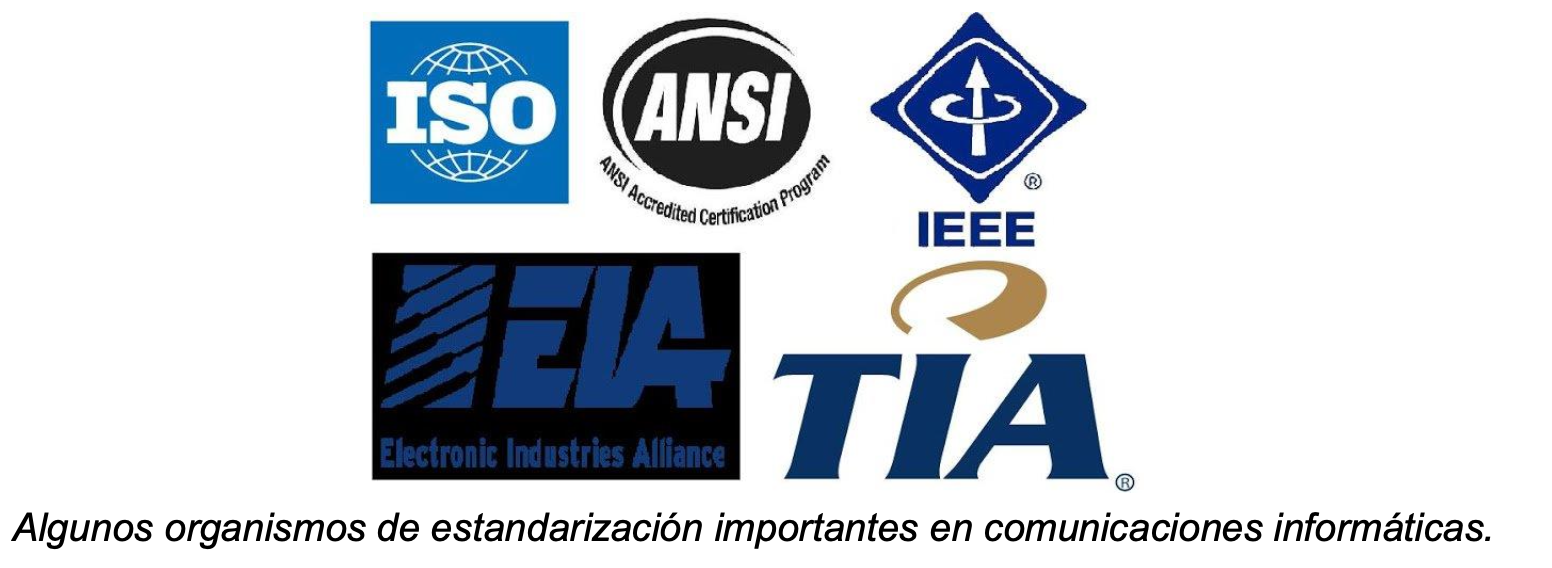 ISO
ANSI
ANSI Accredited Certification Program
®
IEEE
EIA
Electronic Industries Alliance
TIA
®
Algunos organismos de estandarización importantes en comunicaciones informáticas.